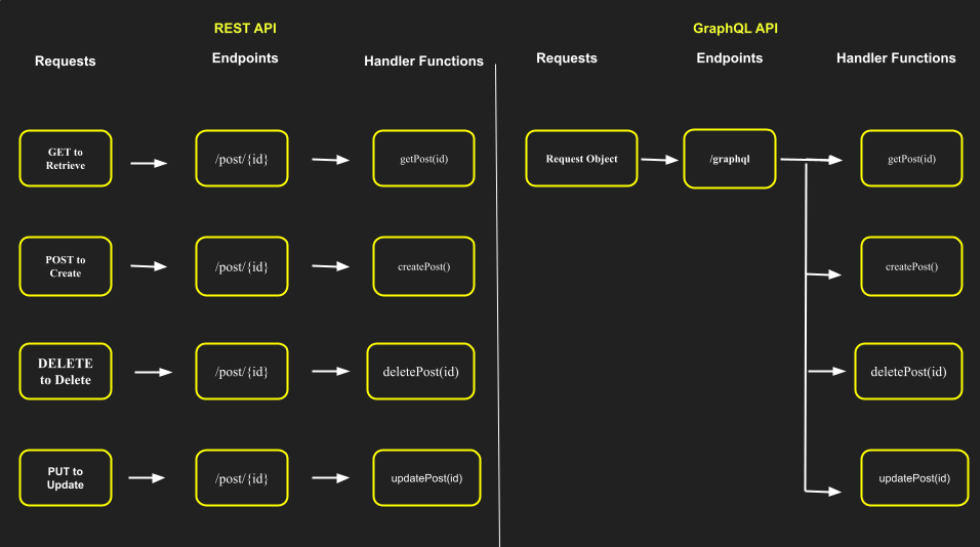 REST API
Requests
Endpoints
Handler Functions
GET to
Retrieve
/post/{id}
getPost(id)
POST to
Create
/post/{id}
createPost()
DELETE
to Delete
/post/{id}
deletePost(id)
PUT to
Update
/post/{id}
updatePost(id)
GraphQL API
Requests
Endpoints
Handler Functions
Request Object
/graphql
getPost(id)
createPost()
deletePost(id)
updatePost(id)